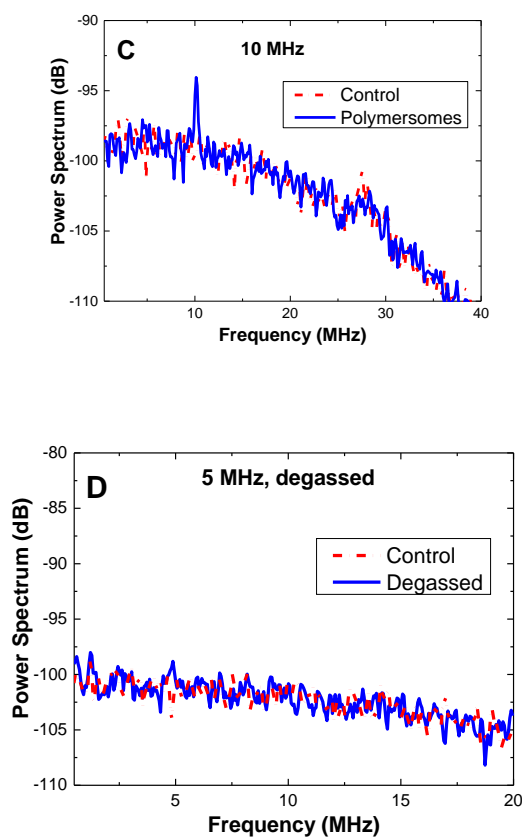 C
10 MHz
-90
-95
-100
-105
-110
Power Spectrum (dB)
Control
Polymersomes
10
20
30
40
Frequency (MHz)
D
5 MHz, degassed
-80
-85
-90
-95
-100
-105
-110
Power Spectrum (dB)
Control
Degassed
5
10
15
20
Frequency (MHz)